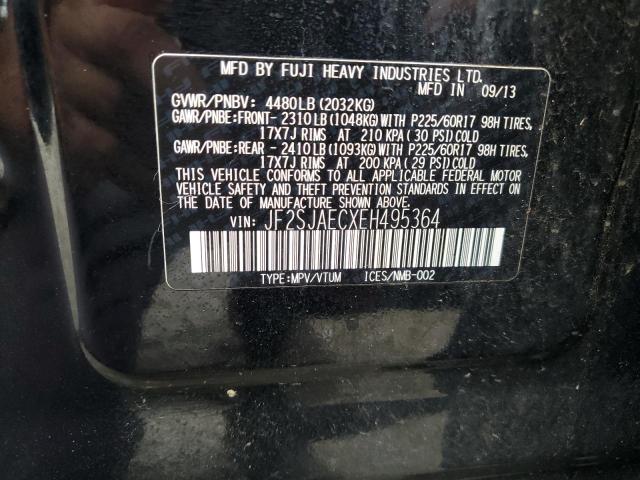 MFD BY FUJI HEAVY INDUSTRIES LTD.
MFD IN 09/13
GVWR/PNBV: 4480LB (2032KG)
GAWR/PNBE:FRONT- 2310LB (1048KG) WITH P225/60R17 98H TIRES,
17X7J RIMS AT 210 KPA (30 PSI) COLD
GAWR/PNBE:REAR - 2410LB (1093KG) WITH P225/60R17 98H TIRES,
17X7J RIMS AT 200 KPA (29 PSI) COLD
THIS VEHICLE CONFORMS TO ALL APPLICABLE FEDERAL MOTOR
VEHICLE SAFETY AND THEFT PREVENTION STANDARDS IN EFFECT ON
THE DATE OF MANUFACTURE SHOWN ABOVE.
VIN: JF2SJAECXEH495364
TYPE:MPV/VTUM ICES/NMB-002